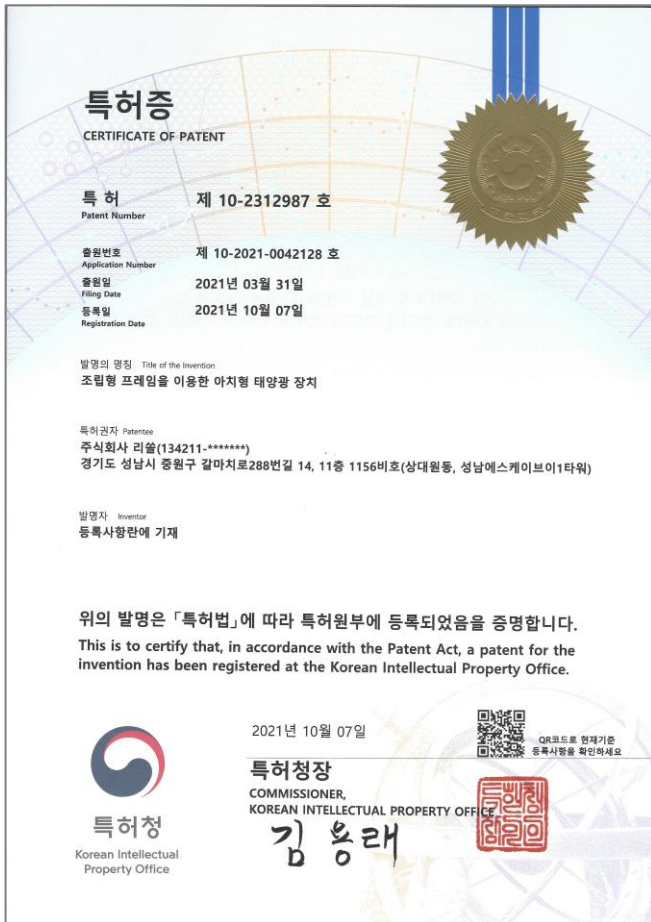 특허증
CERTIFICATE OF PATENT
특 허 제 10-2312987 호
Patent Number
출원번호 제 10-2021-0042128 호
Application Number
출원일 2021년 03월 31일
Filing Date
등록일 2021년 10월 07일
Registration Date
발명의 명칭 Title of the Invention
조립형 프레임을 이용한 아치형 태양광 장치
특허권자 Patentee
주식회사 리쏠(134211-*******)
경기도 성남시 중원구 갈마치로288번길 14, 11층 1156비호(상대원동, 성남에스케이브이1타워)
발명자 Inventor
등록사항란에 기재
위의 발명은 「특허법」에 따라 특허원부에 등록되었음을 증명합니다.
This is to certify that, in accordance with the Patent Act, a patent for the
invention has been registered at the Korean Intellectual Property Office.
2021년 10월 07일
QR코드로 현재기준
등록사항을 확인하세요
특허청장
COMMISSIONER,
KOREAN INTELLECTUAL PROPERTY OFFICE
김용래
특허청
Korean Intellectual
Property Office